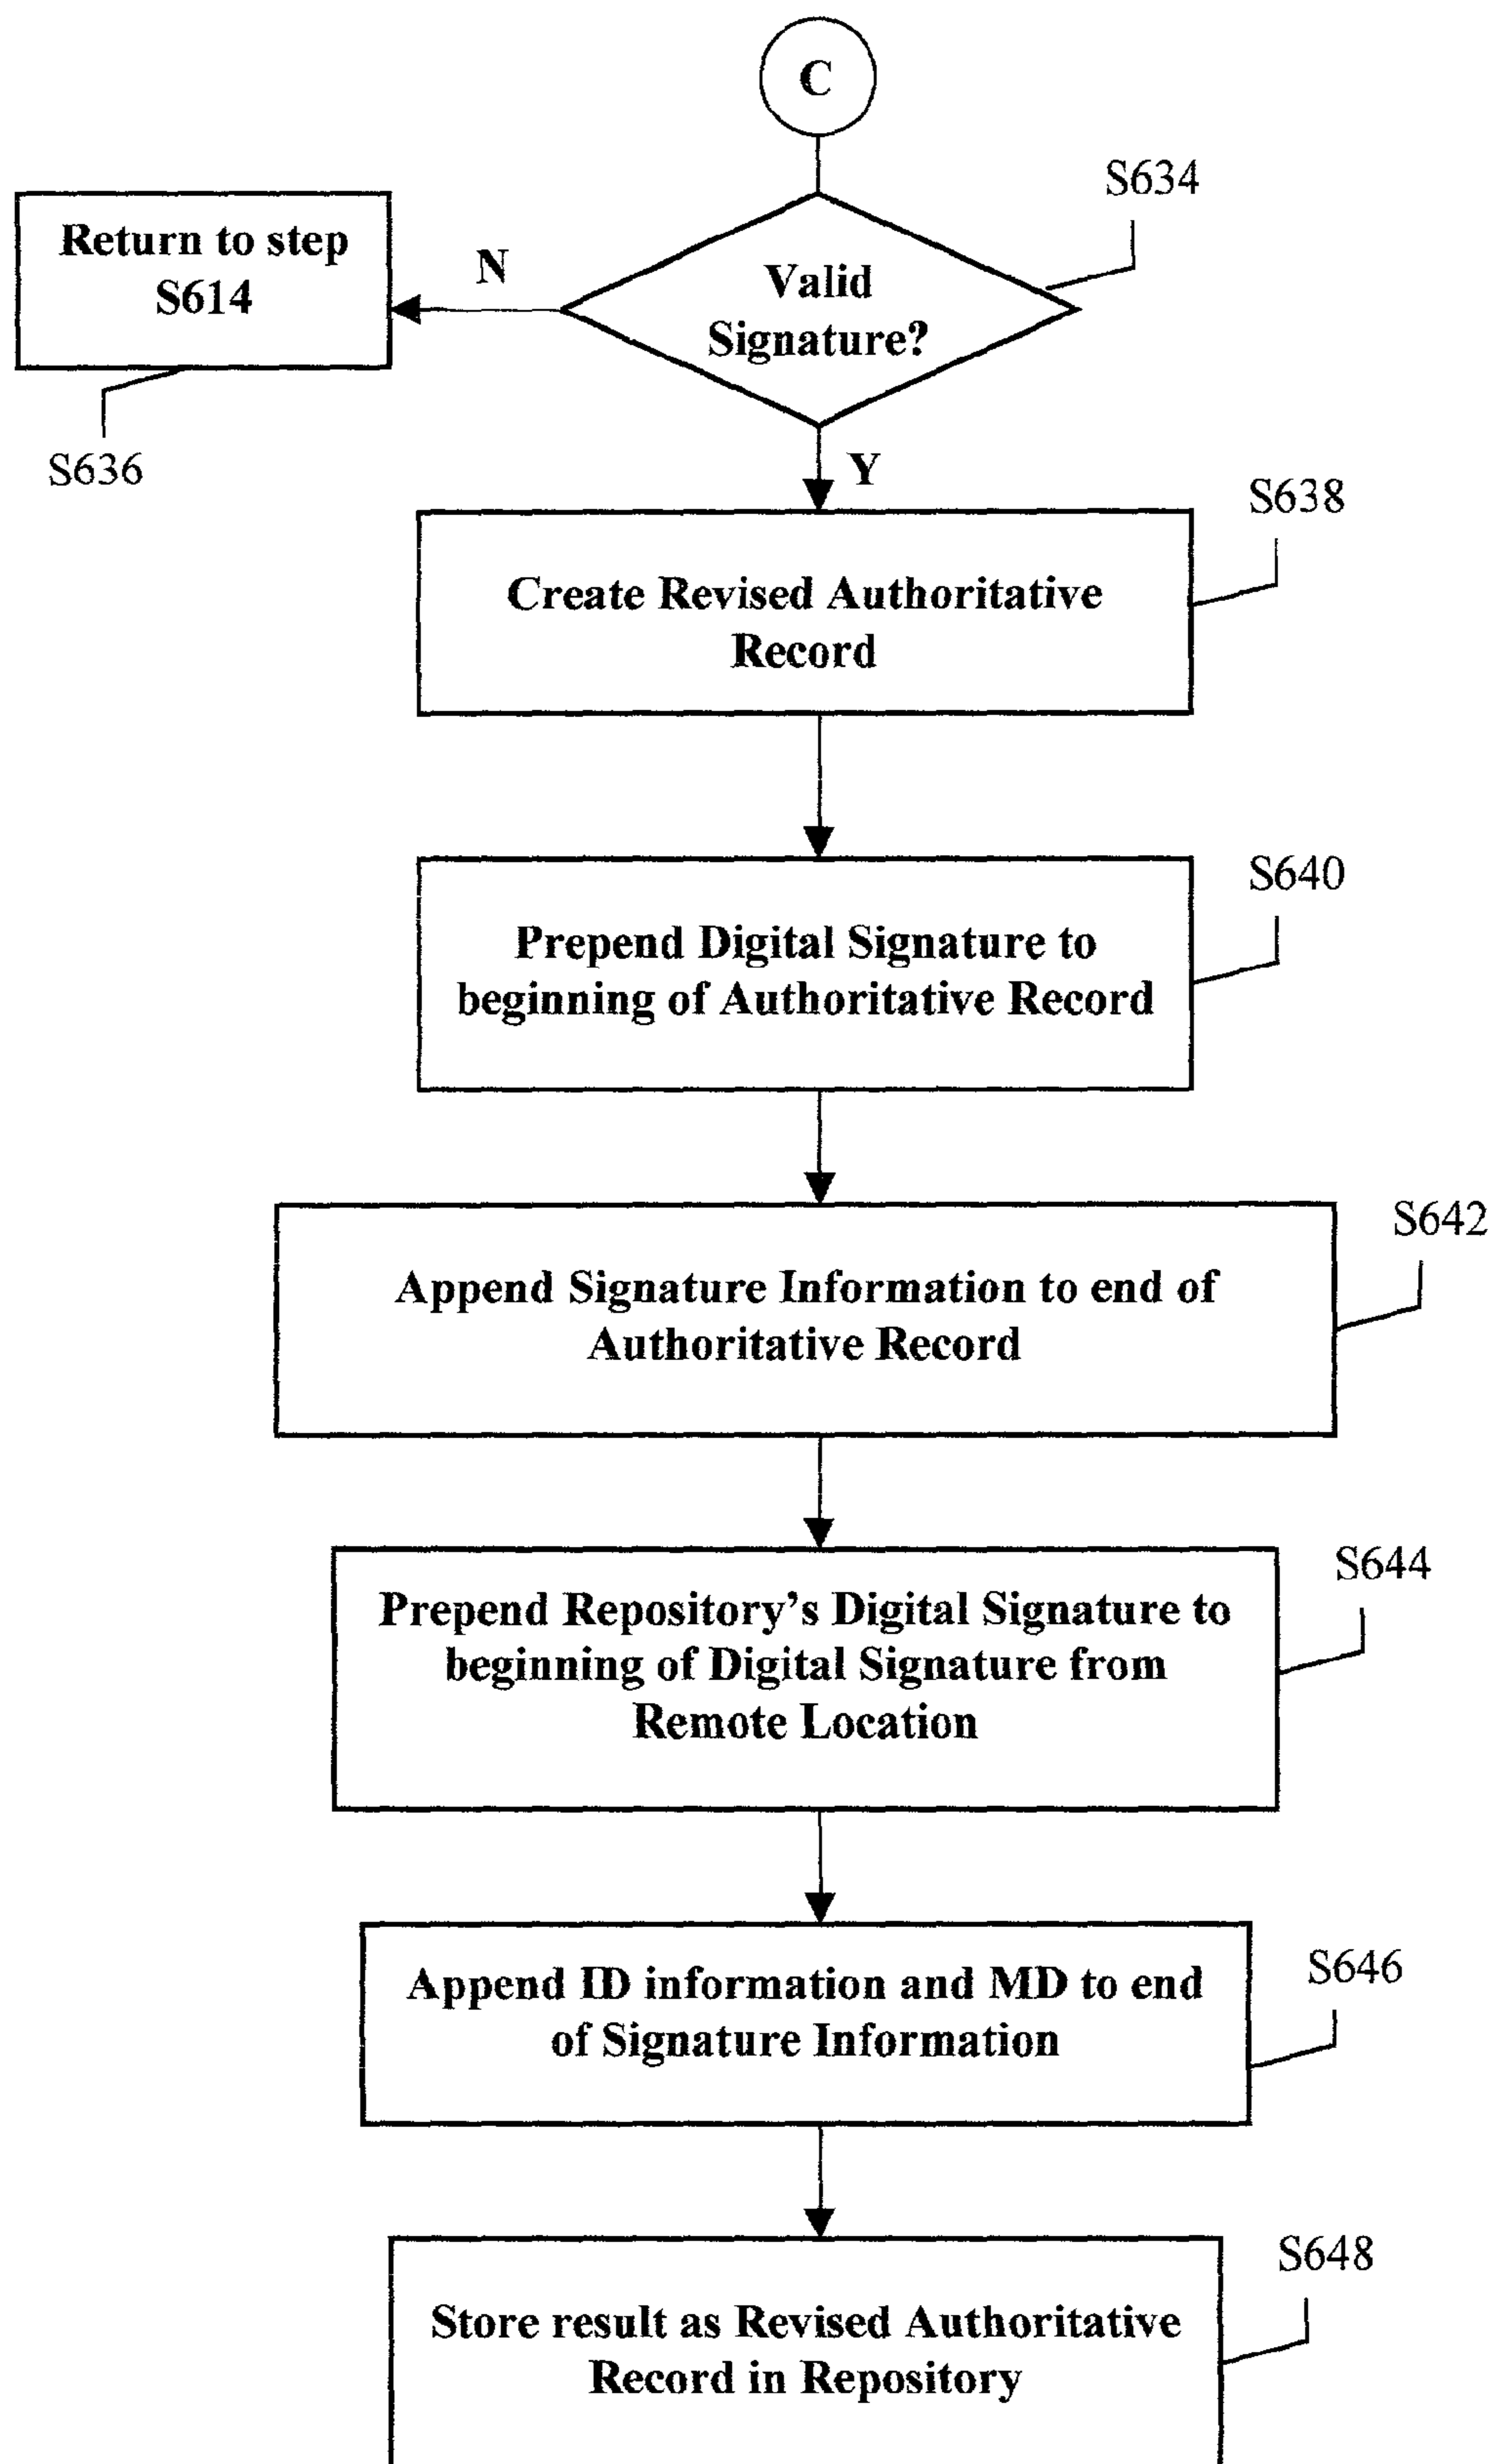 C
S634
Return to step
S614
N
Valid
Signature?
S636
Y
S638
Create Revised Authoritative
Record
S640
Prepend Digital Signature to
beginning of Authoritative Record
S642
Append Signature Information to end of
Authoritative Record
S644
Prepend Repository's Digital Signature to
beginning of Digital Signature from
Remote Location
S646
Append ID information and MD to end
of Signature Information
S648
Store result as Revised Authoritative
Record in Repository